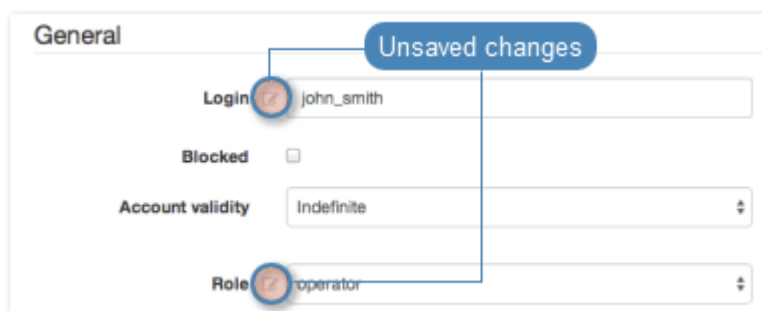 General
Unsaved changes
Login john_smith
Blocked
Account validity Indefinite
Role operator